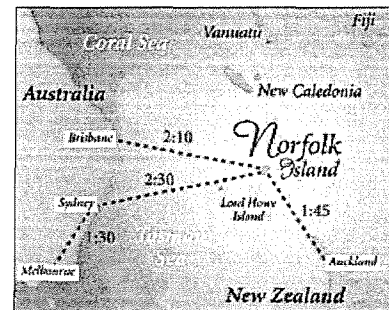 Fiji
Vanuatu
Coral Sea
New Caledonia
Australia
Brisbane
2:10
Norfolk
Island
2:30
Sydney
Lord Howe
Island
1:45
1:30
Tasman
Sea
Melbourne
Auckland
New Zealand